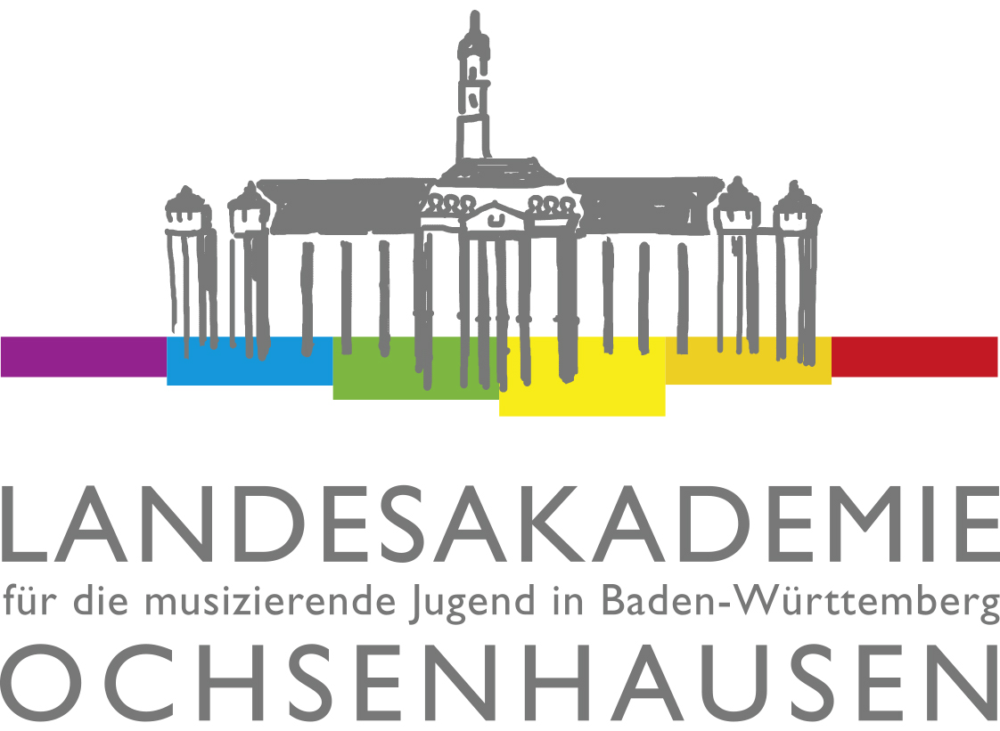 LANDESAKADEMIE
für die musizierende Jugend in Baden-Württemberg
OCHSENHAUSEN